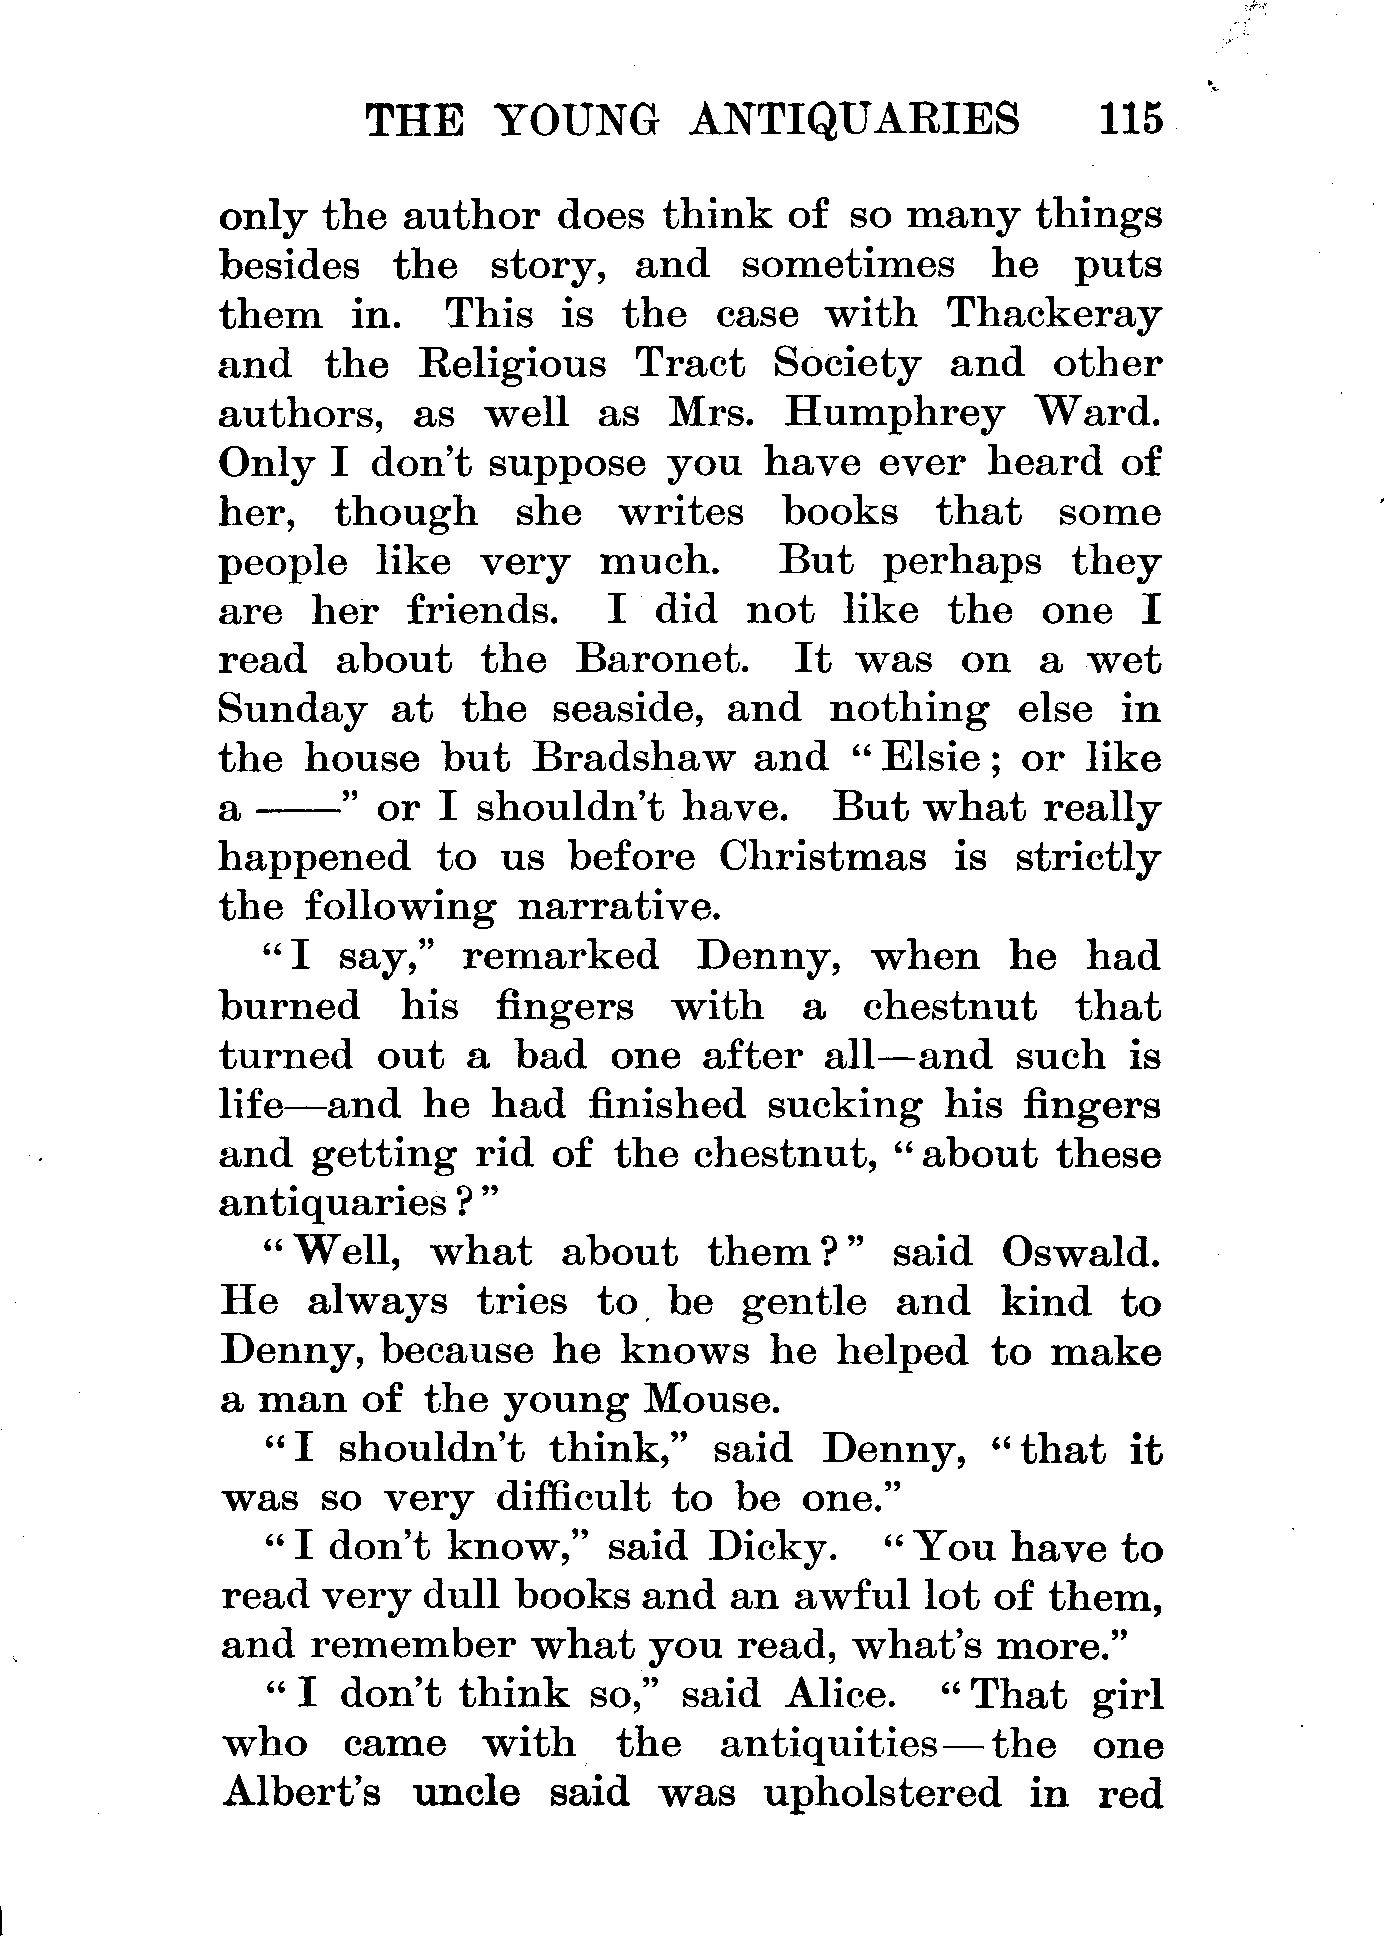 THE YOUNG ANTIQUARIES 115
only the author does think of so many things
besides the story, and sometimes he puts
them in. This is the case with Thackeray
and the Religious Tract Society and other
authors, as well as Mrs. Humphrey Ward.
Only I don't suppose you have ever heard of
her, though she writes books that some
people like very much. But perhaps they
are her friends. I did not like the one I
read about the Baronet. It was on a wet
Sunday at the seaside, and nothing else in
the house but Bradshaw and “Elsie; or like
a ——” or I shouldn't have. But what really
happened to us before Christmas is strictly
the following narrative.
“I say,” remarked Denny, when he had
burned his fingers with a chestnut that
turned out a bad one after all—and such is
life—and he had finished sucking his fingers
and getting rid of the chestnut, “about these
antiquaries?”
“Well, what about them?” said Oswald.
He always tries to be gentle and kind to
Denny, because he knows he helped to make
a man of the young Mouse.
“I shouldn't think,” said Denny, “that it
was so very difficult to be one.”
“I don't know,” said Dicky. “You have to
read very dull books and an awful lot of them,
and remember what you read, what's more.”
“I don't think so,” said Alice. “That girl
who came with the antiquities—the one
Albert's uncle said was upholstered in red